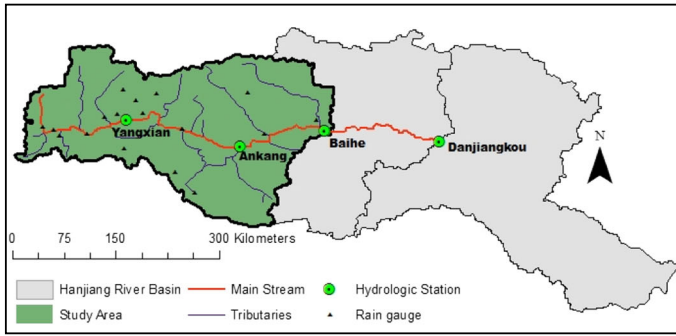 Yangxian
Ankang
Baihe
Danjiangkou
N
0 75 150 300 Kilometers
Hanjiang River Basin Main Stream Hydrologic Station
Study Area Tributaries Rain gauge